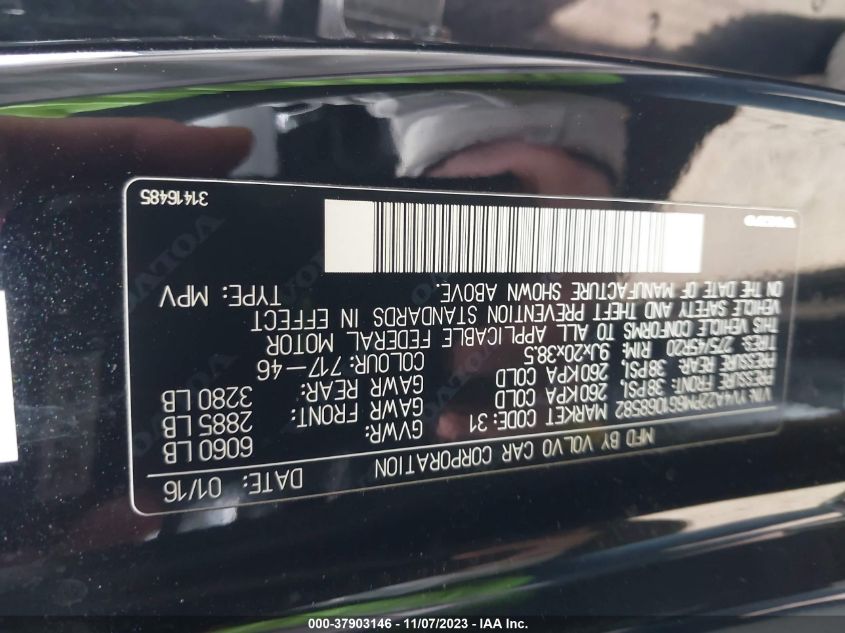 MFD BY VOLVO CAR CORPORATION DATE: 01/16
VIN: YV4A22PM6G1068582 MARKET CODE: 31 GVWR: 6060 LB
PRESSURE FRONT: 38PSI, 260KPA COLD GAWR FRONT: 2885 LB
PRESSURE REAR: 38PSI, 260KPA COLD GAWR REAR: 3280 LB
TIRES: 275/45R20 RIM: 9Jx20x38.5 COLOUR: 717-46
THIS VEHICLE CONFORMS TO ALL APPLICABLE FEDERAL MOTOR
VEHICLE SAFETY AND THEFT PREVENTION STANDARDS IN EFFECT
ON THE DATE OF MANUFACTURE SHOWN ABOVE. TYPE: MPV
VOLVO
31416485
VOLVO
VOLVO
VOLVO
000-37903146 - 11/07/2023 - IAA Inc.